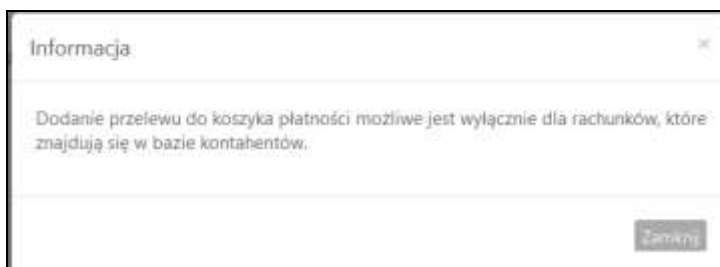 Informacja
×
Dodanie przelewu do koszyka płatności możliwe jest wyłącznie dla rachunków, które
znajdują się w bazie kontahentów.
Zamknij